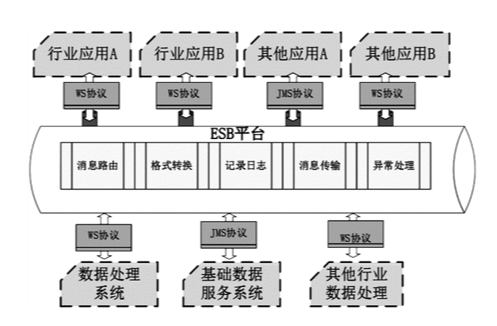 行业应用A 行业应用B 其他应用A 其他应用B
WS协议 WS协议 JMS协议 WS协议
ESB平台
消息路由 格式转换 记录日志 消息传输 异常处理
WS协议 JMS协议 WS协议
数据处理 基础数据 其他行业
系统 服务系统 数据处理